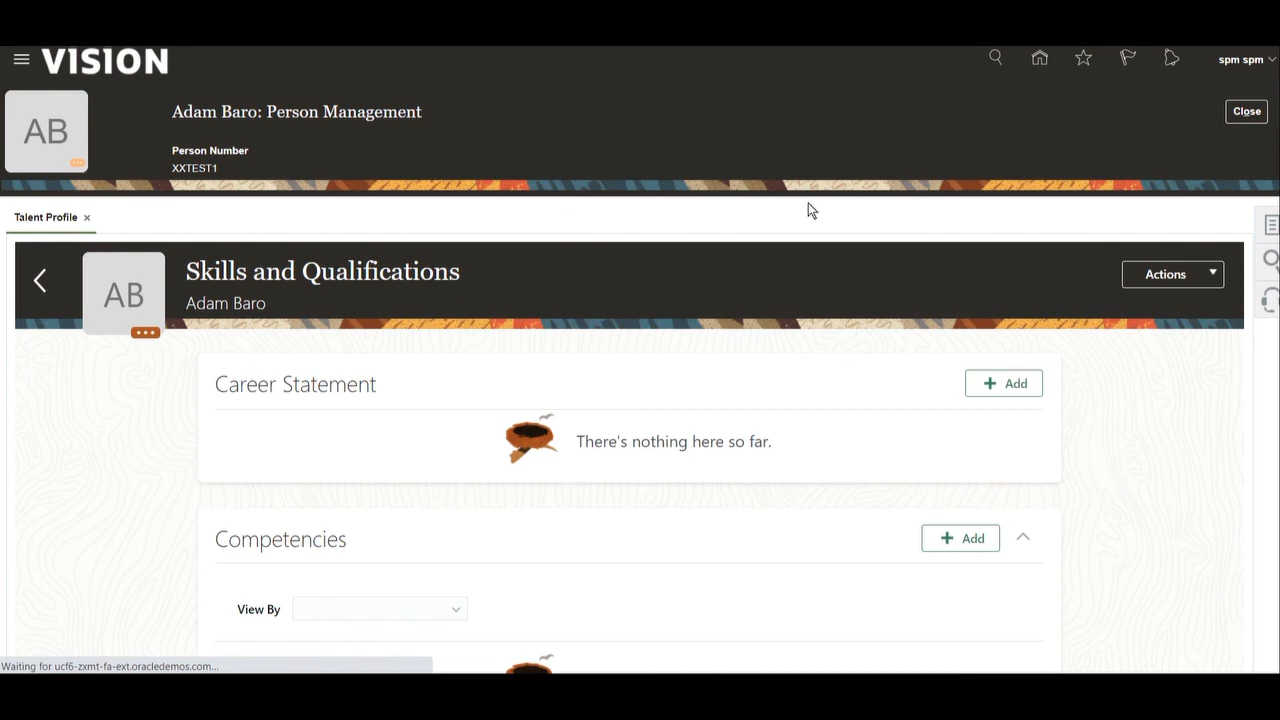 VISION
spm spm
AB
Adam Baro: Person Management
Close
Person Number
XXTEST1
Talent Profile
AB
Skills and Qualifications
Adam Baro
Actions
Career Statement
Add
There's nothing here so far.
Competencies
Add
View By
Waiting for ucf6-zxmt-fa-ext.oracledemos.com...